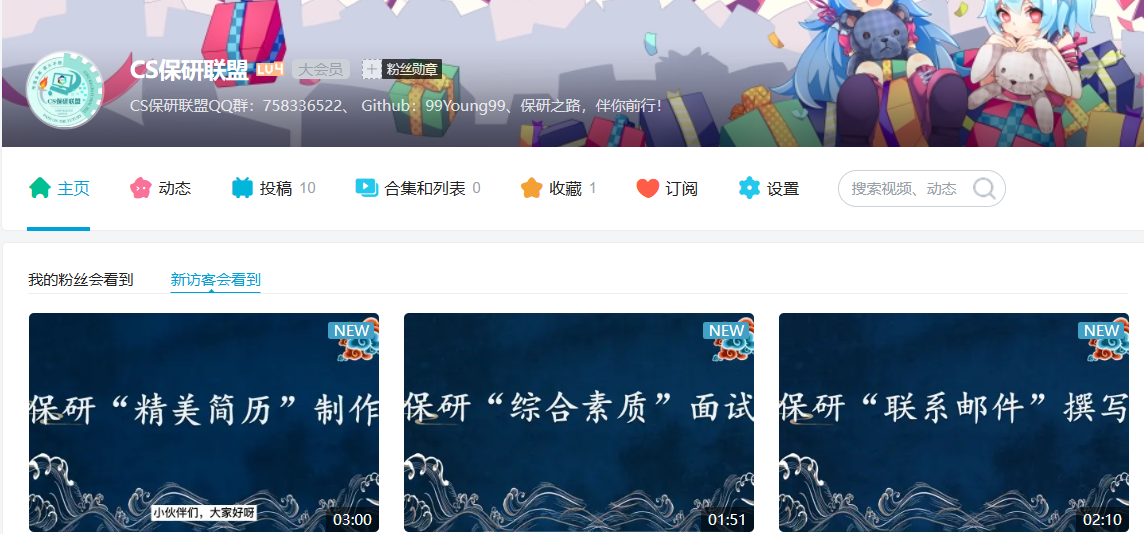 CS保研联盟 LV4 大会员 粉丝勋章
CS保研联盟QQ群：758336522、 Github：99Young99、保研之路，伴你前行！
CS保研联盟
主页 动态 投稿 10 合集和列表 0 收藏 1 订阅 设置 搜索视频、动态
我的粉丝会看到 新访客会看到
NEW NEW NEW
保研“精美简历”制作 保研“综合素质”面试 保研“联系邮件”撰写
小伙伴们，大家好呀
03:00 01:51 02:10